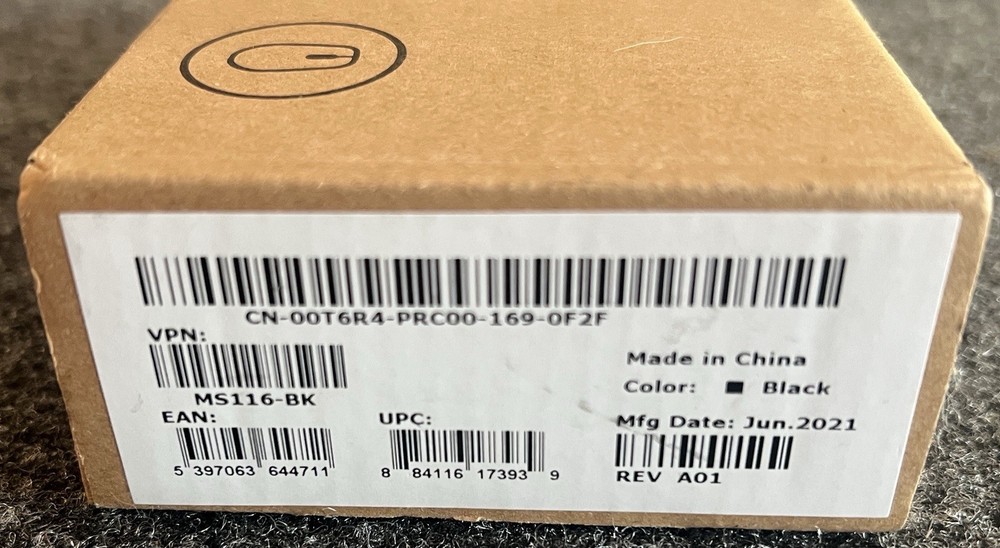 CN-00T6R4-PRC00-169-0F2F
VPN:
MS116-BK
EAN:
5 397063 644711
UPC:
8 84116 17393 9
Made in China
Color: ■ Black
Mfg Date: Jun.2021
REV A01